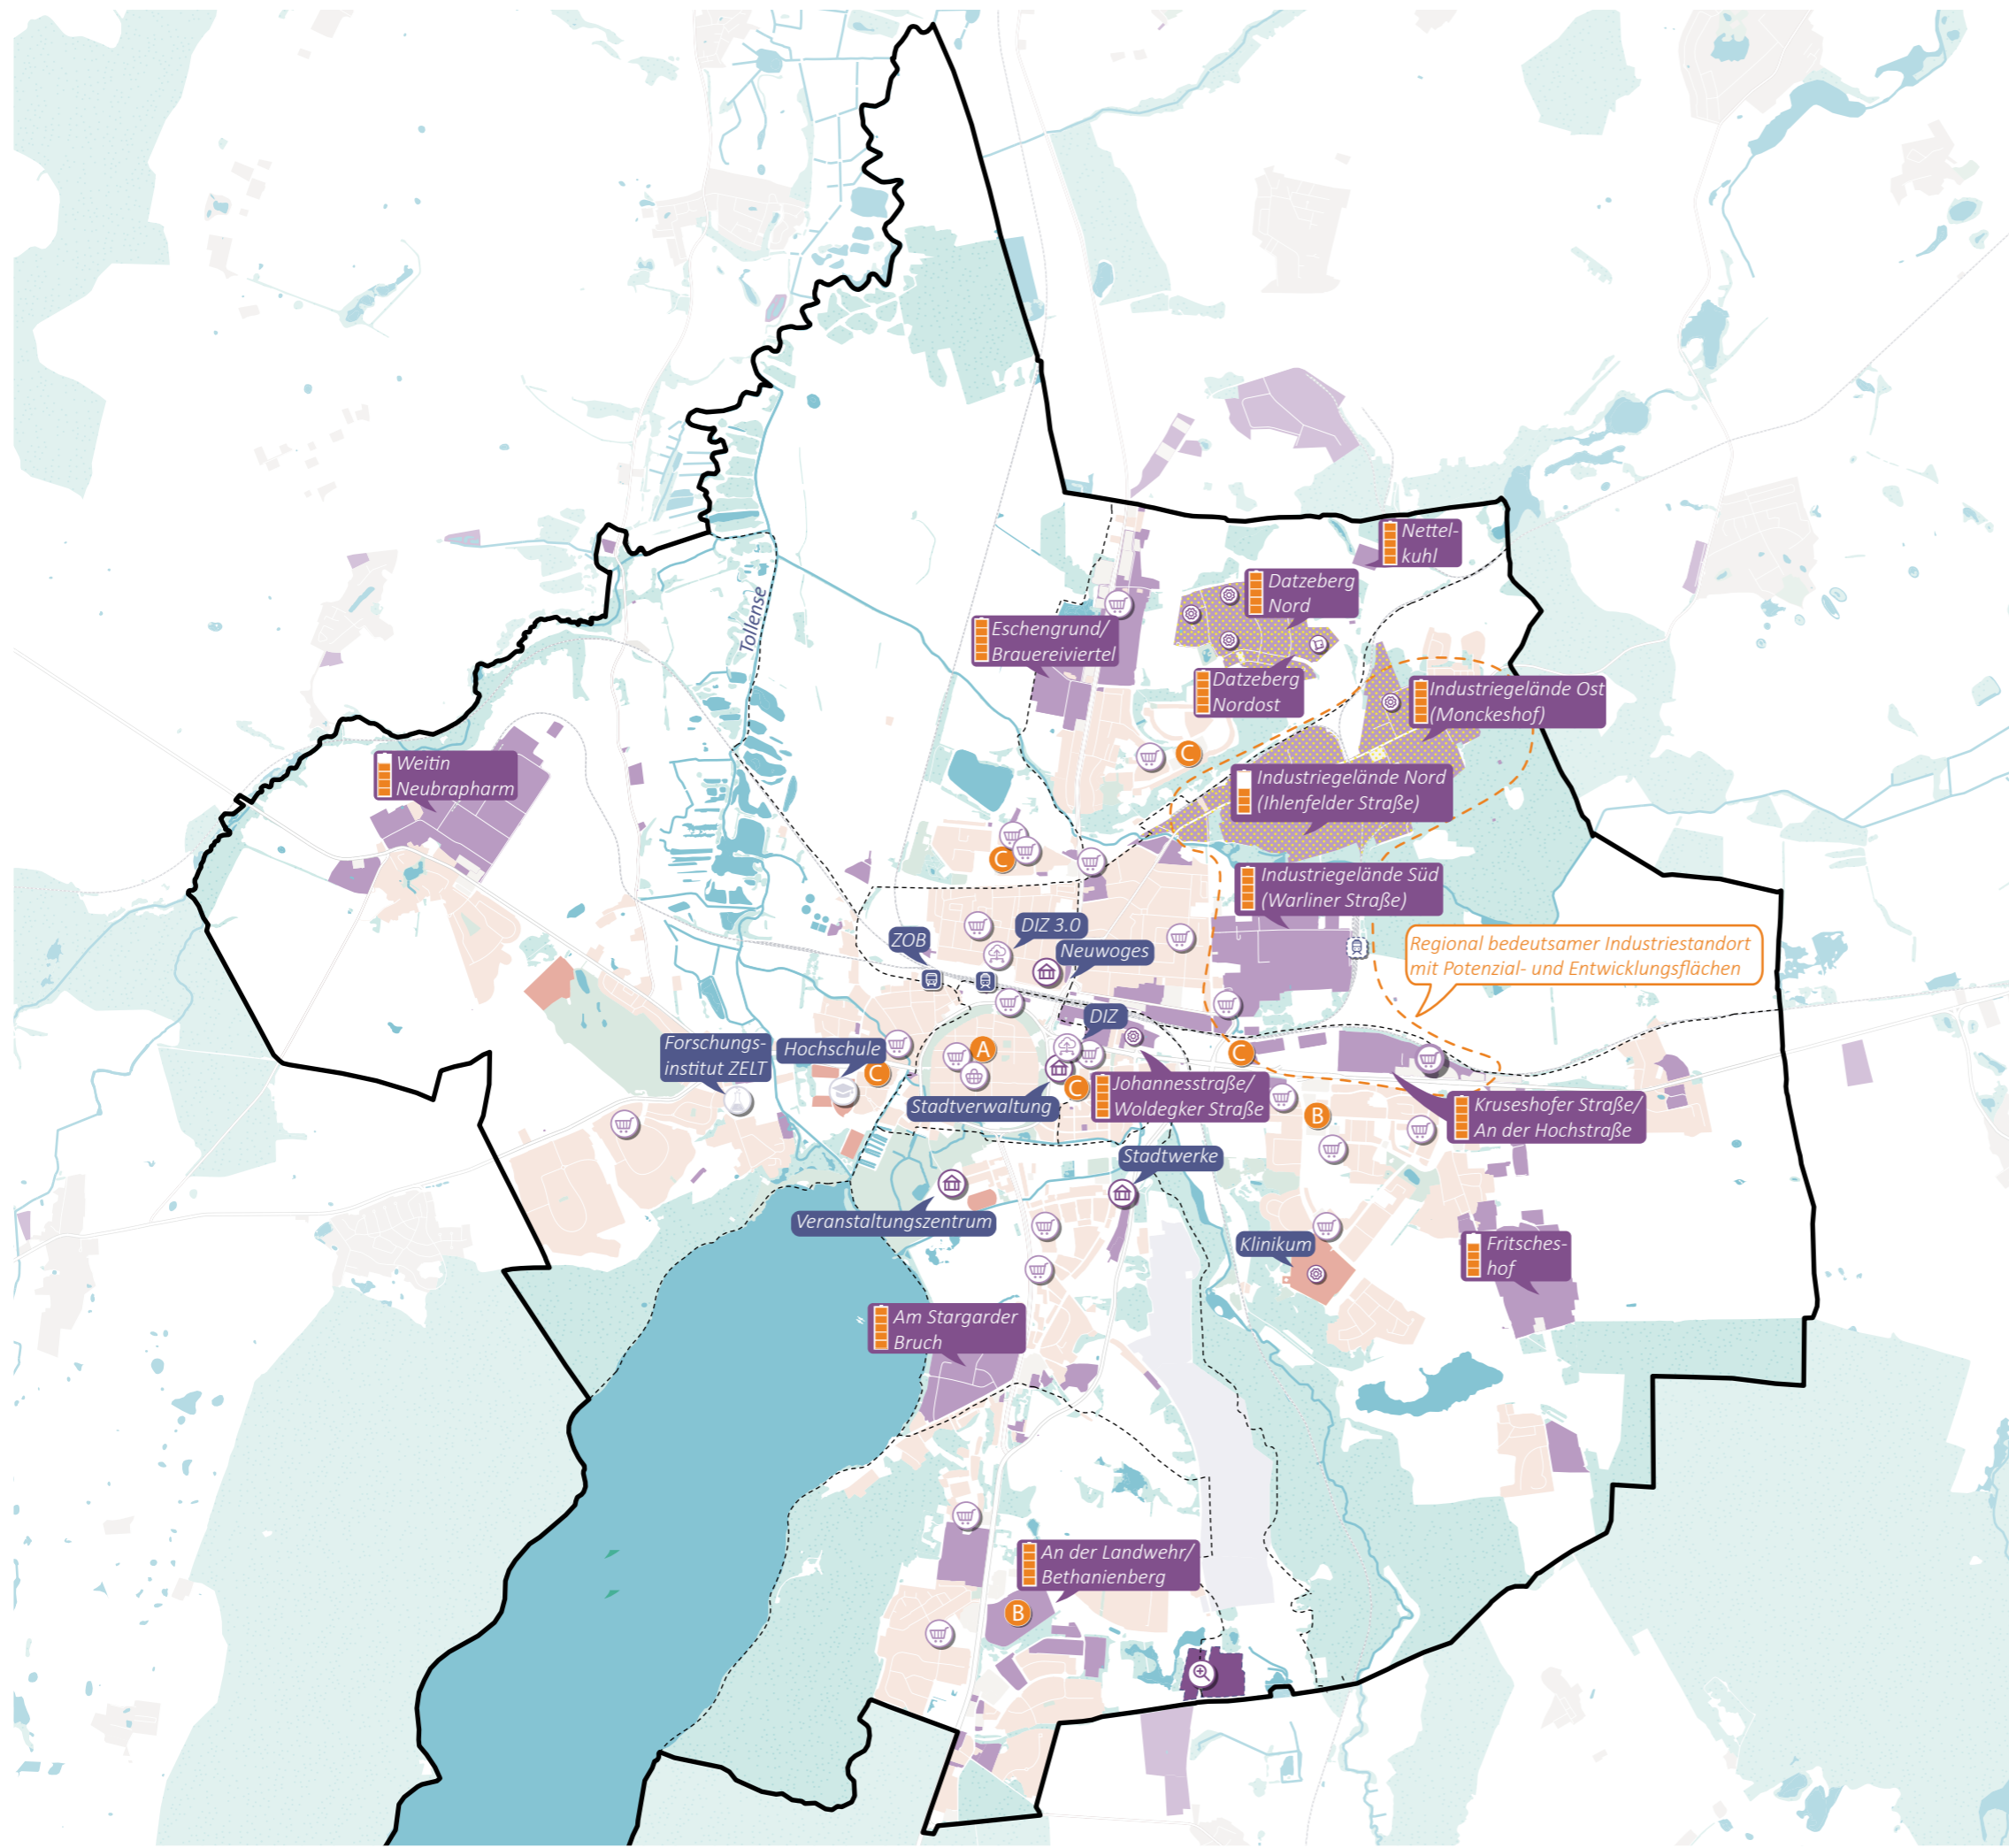 Nettel-
kuhl
Datzeberg
Nord
Eschengrund/
Brauereiviertel
Tollense
Datzeberg
Nordost
Industriegelände Ost
(Monckeshof)
Weitin
Neubrapharm
C
Industriegelände Nord
(Ihlenfelder Straße)
C
Industriegelände Süd
(Warliner Straße)
ZOB
DIZ 3.0
Neuwoges
Regional bedeutsamer Industriestandort
mit Potenzial- und Entwicklungsflächen
DIZ
Forschungs-
institut ZELT
Hochschule
C
A
C
C
Stadtverwaltung
Johannesstraße/
Woldegker Straße
B
Kruseshofer Straße/
An der Hochstraße
Stadtwerke
Veranstaltungszentrum
Klinikum
Fritsches-
hof
Am Stargarder
Bruch
An der Landwehr/
Bethanienberg
B